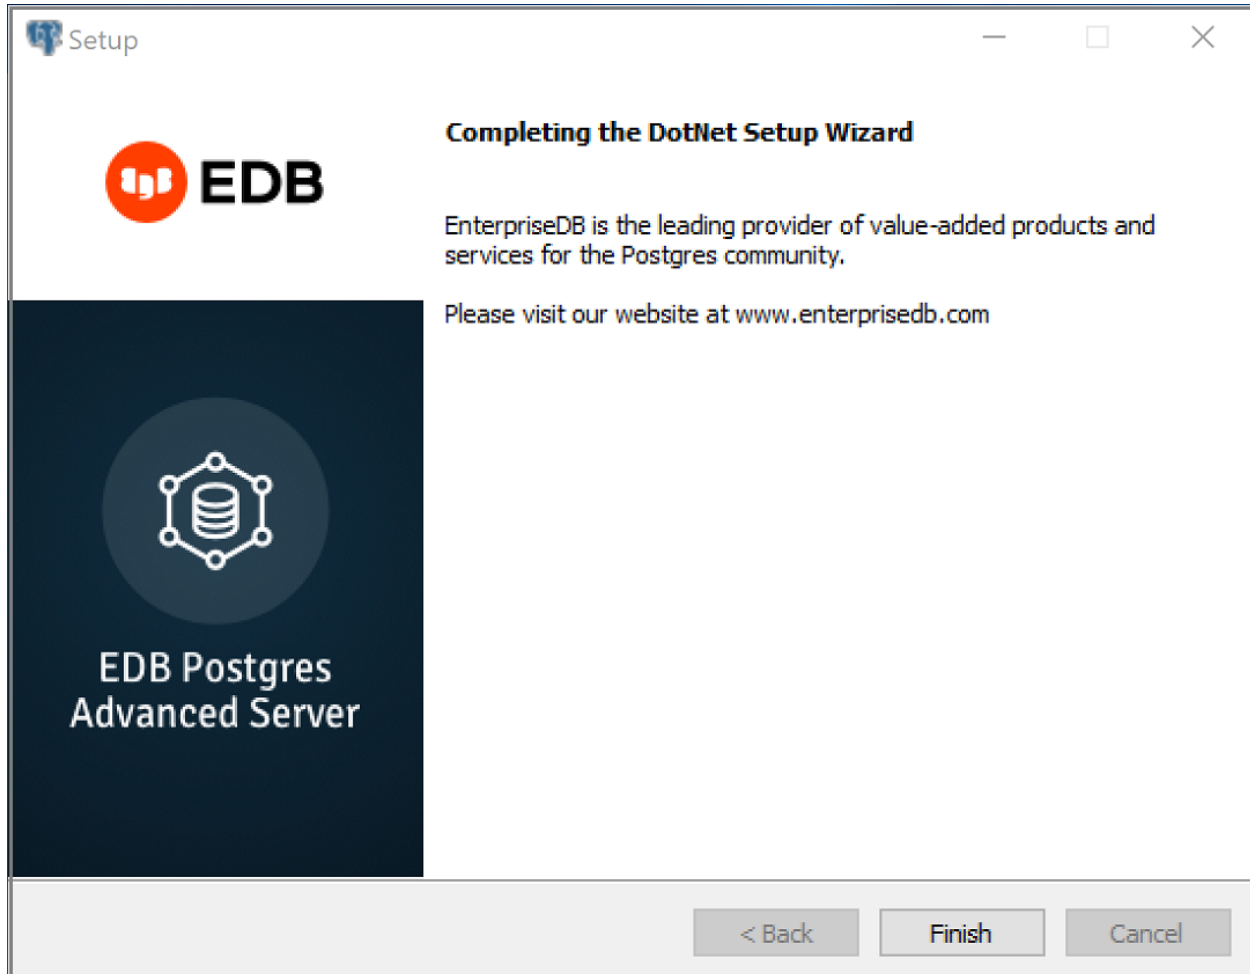 Setup
EDB
Completing the DotNet Setup Wizard
EnterpriseDB is the leading provider of value-added products and
services for the Postgres community.
Please visit our website at www.enterprisedb.com
EDB Postgres
Advanced Server
< Back
Finish
Cancel